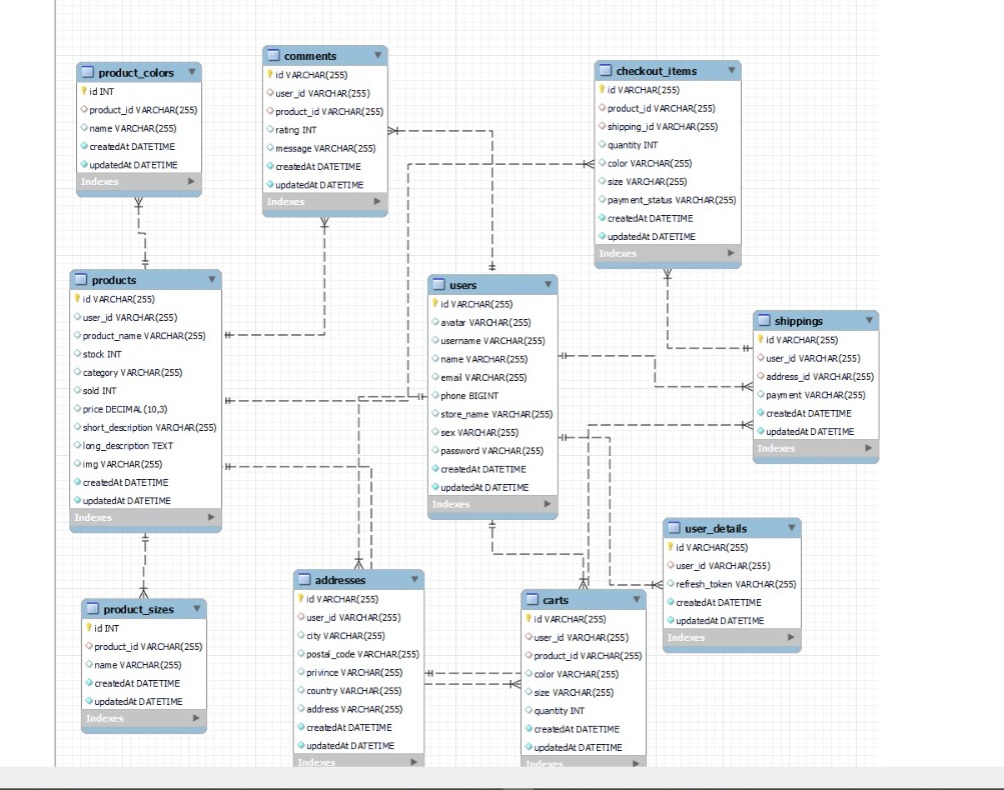 product_colors
id INT
product_id VARCHAR(255)
name VARCHAR(255)
createdAt DATETIME
updatedAt DATETIME
Indexes
comments
id VARCHAR(255)
user_id VARCHAR(255)
product_id VARCHAR(255)
rating INT
message VARCHAR(255)
createdAt DATETIME
updatedAt DATETIME
Indexes
checkout_items
id VARCHAR(255)
product_id VARCHAR(255)
shipping_id VARCHAR(255)
quantity INT
color VARCHAR(255)
size VARCHAR(255)
payment_status VARCHAR(255)
createdAt DATETIME
updatedAt DATETIME
Indexes
products
id VARCHAR(255)
user_id VARCHAR(255)
product_name VARCHAR(255)
stock INT
category VARCHAR(255)
sold INT
price DECIMAL(10,3)
short_description VARCHAR(255)
long_description TEXT
img VARCHAR(255)
createdAt DATETIME
updatedAt DATETIME
Indexes
users
id VARCHAR(255)
avatar VARCHAR(255)
username VARCHAR(255)
name VARCHAR(255)
email VARCHAR(255)
phone BIGINT
store_name VARCHAR(255)
sex VARCHAR(255)
password VARCHAR(255)
createdAt DATETIME
updatedAt DATETIME
Indexes
shippings
id VARCHAR(255)
user_id VARCHAR(255)
address_id VARCHAR(255)
payment VARCHAR(255)
createdAt DATETIME
updatedAt DATETIME
Indexes
user_details
id VARCHAR(255)
user_id VARCHAR(255)
refresh_token VARCHAR(255)
createdAt DATETIME
updatedAt DATETIME
Indexes
product_sizes
id INT
product_id VARCHAR(255)
name VARCHAR(255)
createdAt DATETIME
updatedAt DATETIME
Indexes
addresses
id VARCHAR(255)
user_id VARCHAR(255)
city VARCHAR(255)
postal_code VARCHAR(255)
privince VARCHAR(255)
country VARCHAR(255)
address VARCHAR(255)
createdAt DATETIME
updatedAt DATETIME
Indexes
carts
id VARCHAR(255)
user_id VARCHAR(255)
product_id VARCHAR(255)
color VARCHAR(255)
size VARCHAR(255)
quantity INT
createdAt DATETIME
updatedAt DATETIME
Indexes